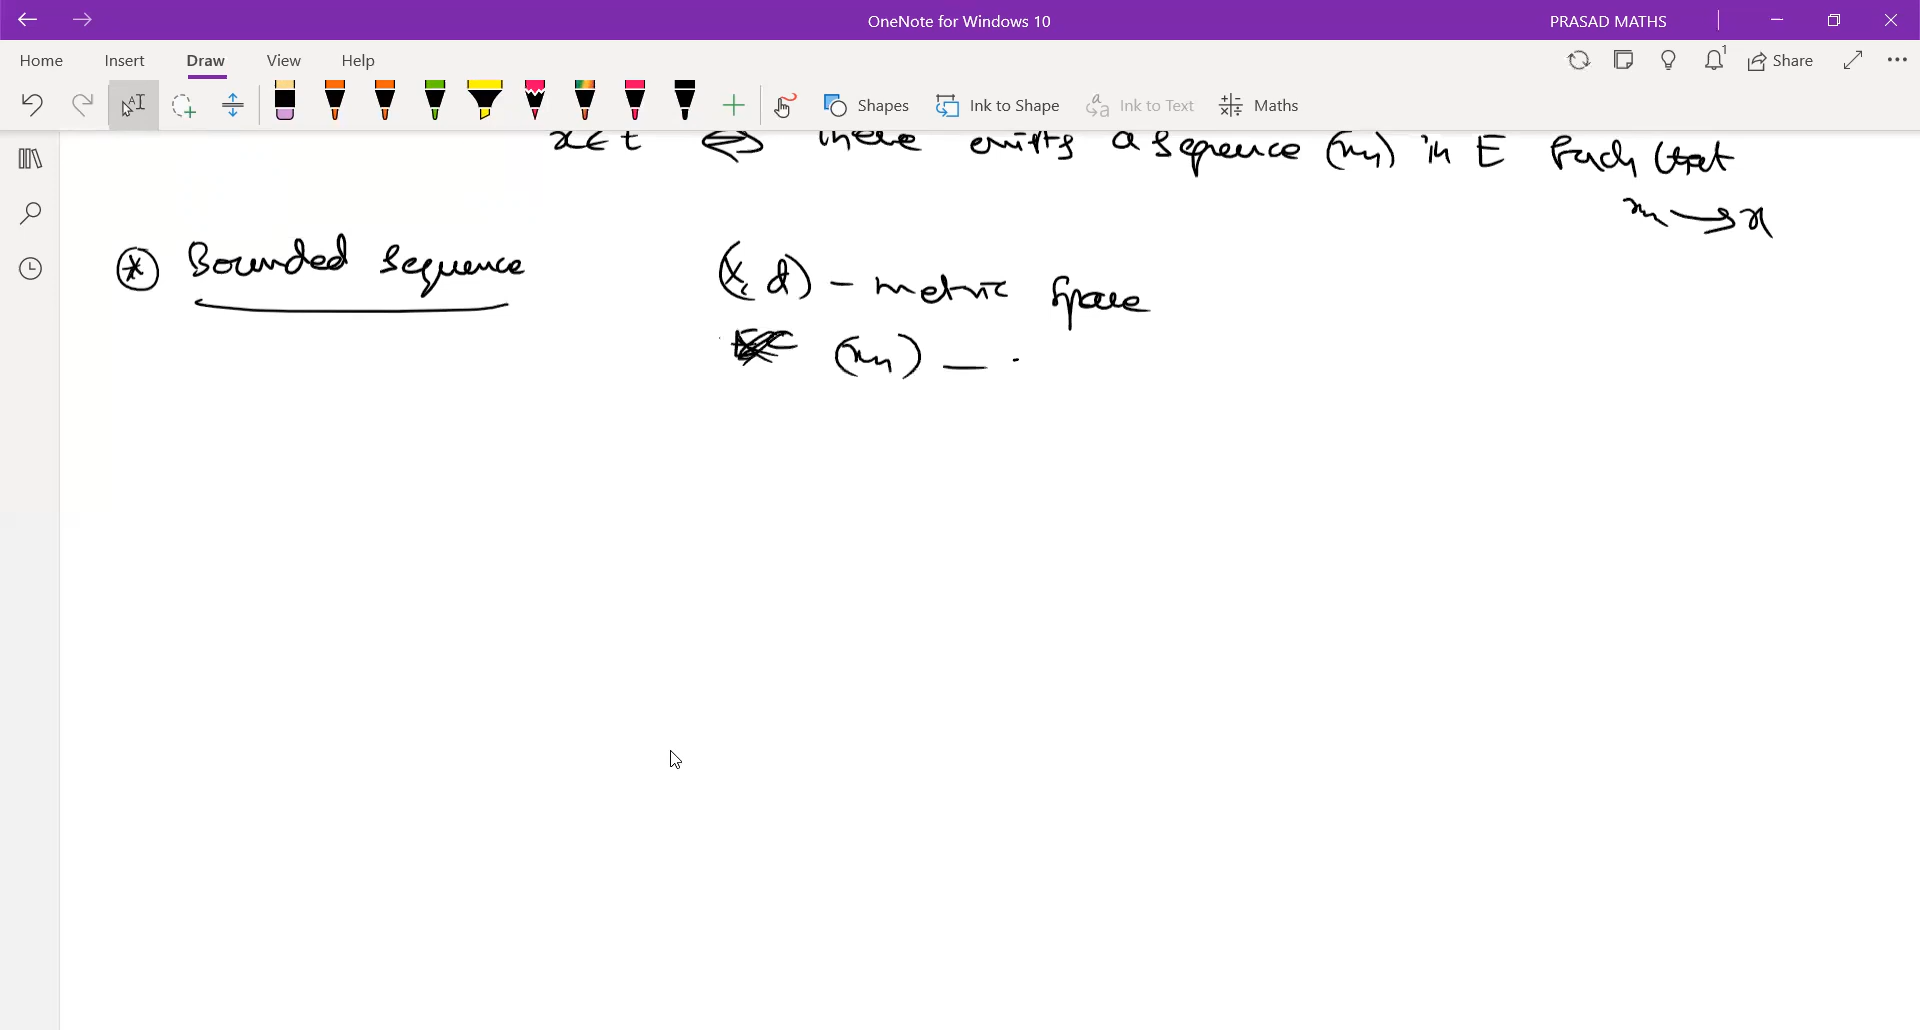 OneNote for Windows 10
PRASAD MATHS
Home Insert Draw View Help
1 Share
Shapes Ink to Shape Ink to Text Maths
there exists a sequence (xn) in E such that
xn → x
* Bounded Sequence
(X, d) - metric space
(xn) —